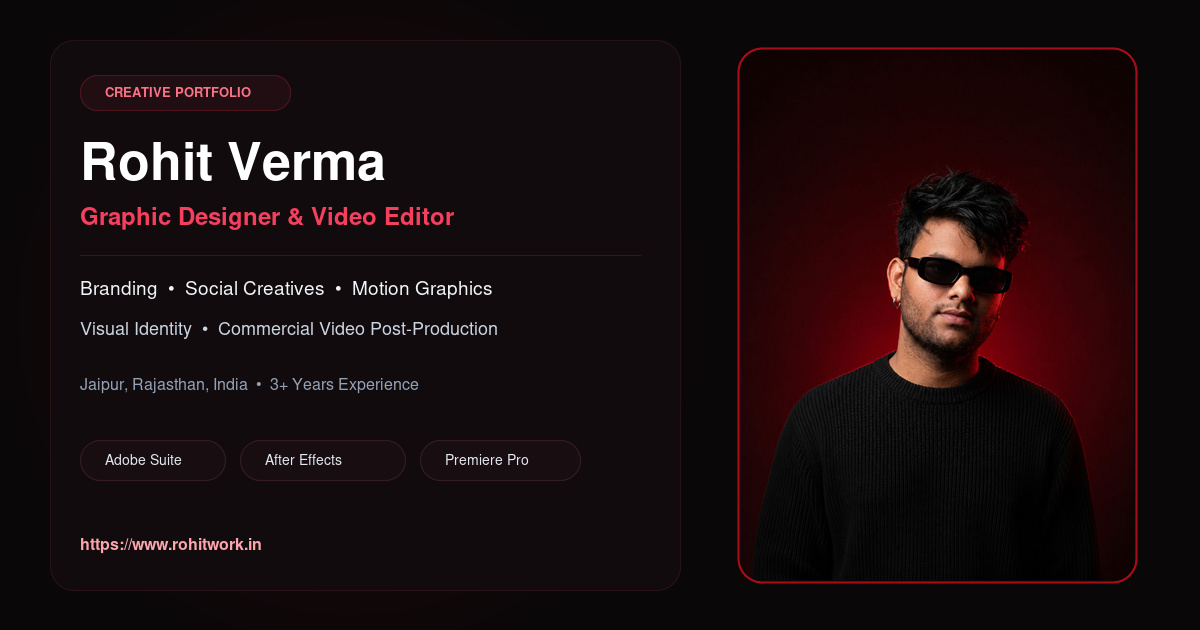 CREATIVE PORTFOLIO
Rohit Verma
Graphic Designer & Video Editor
Branding • Social Creatives • Motion Graphics
Visual Identity • Commercial Video Post-Production
Jaipur, Rajasthan, India • 3+ Years Experience
Adobe Suite After Effects Premiere Pro
https://www.rohitwork.in